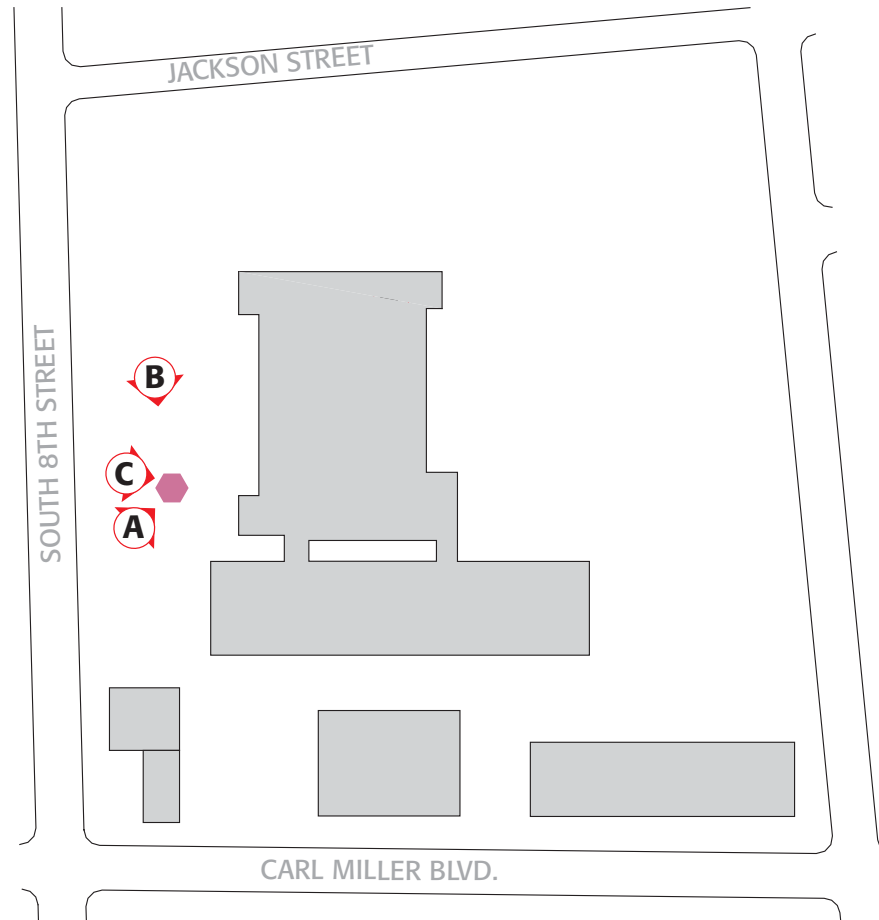 JACKSON STREET
SOUTH 8TH STREET
B
C
A
CARL MILLER BLVD.